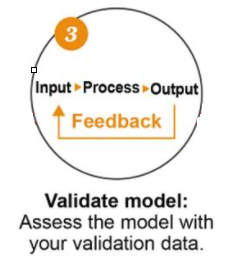 3
Input Process Output
Feedback
Validate model:
Assess the model with
your validation data.